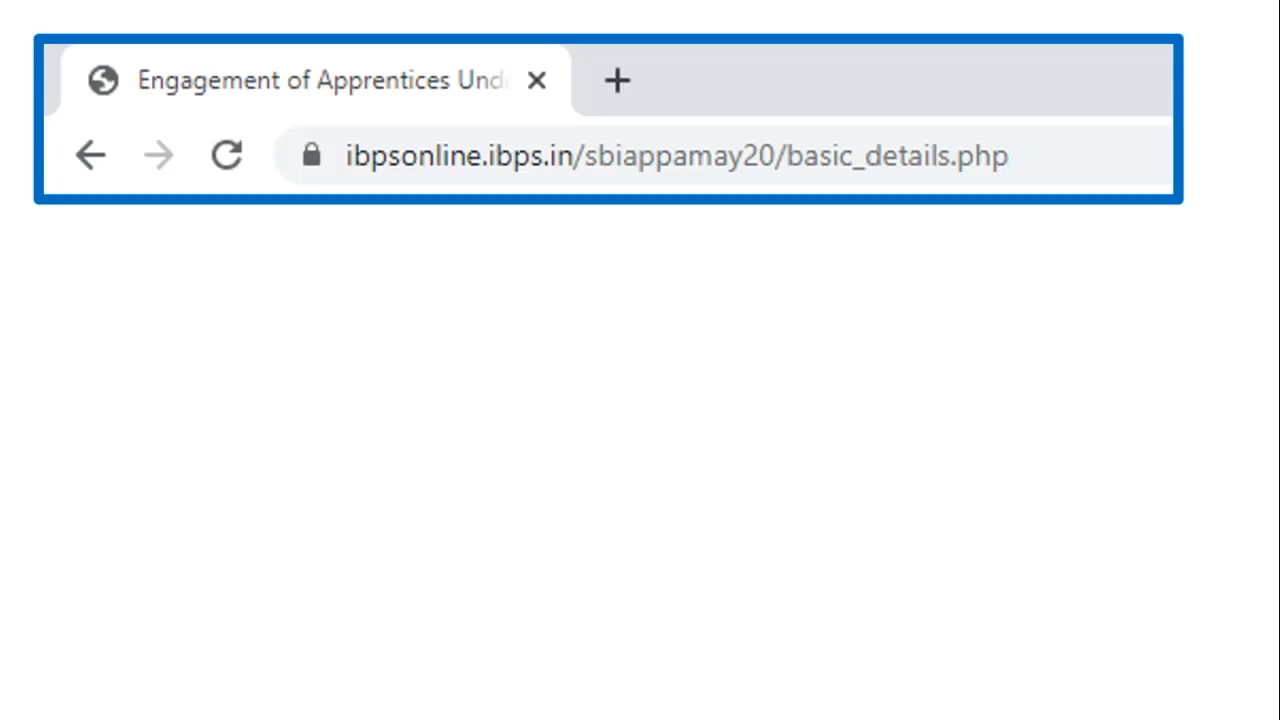 Engagement of Apprentices Und
ibpsonline.ibps.in/sbiappamay20/basic_details.php